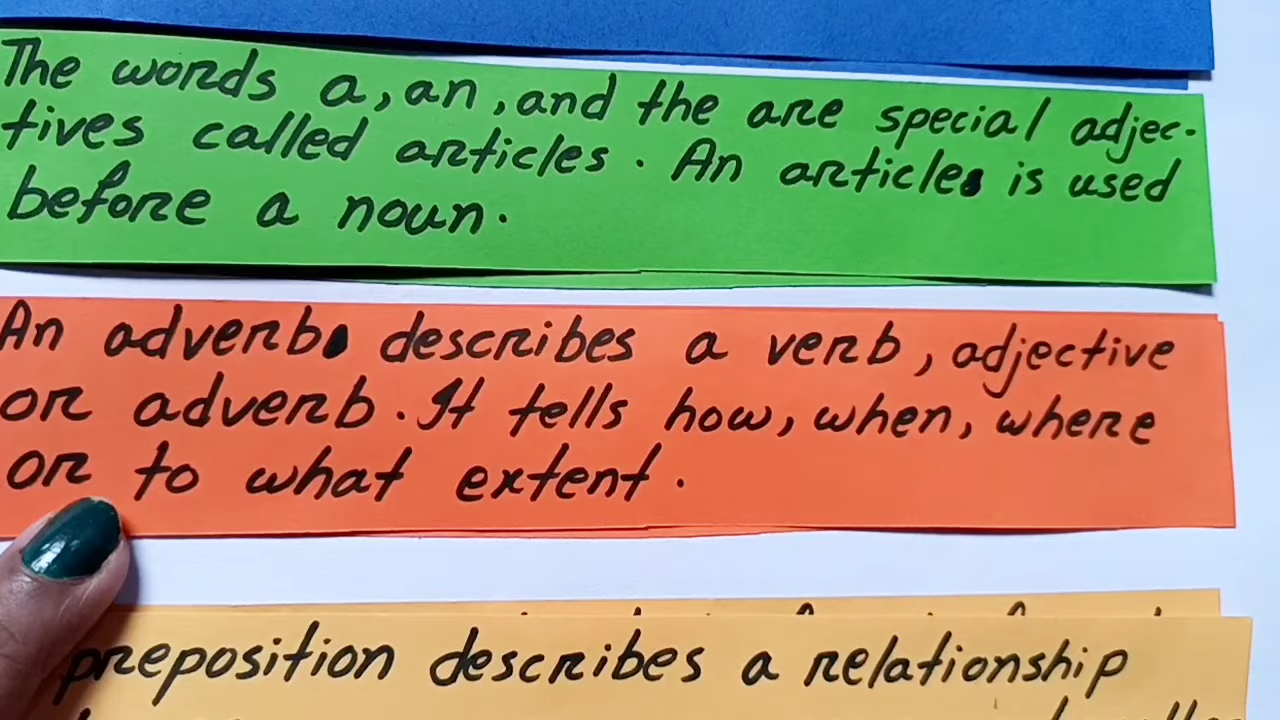 The words a, an, and the are special adjec-
tives called articles. An article is used
before a noun.
An adverb describes a verb, adjective
or adverb. It tells how, when, where
or to what extent.
preposition describes a relationship